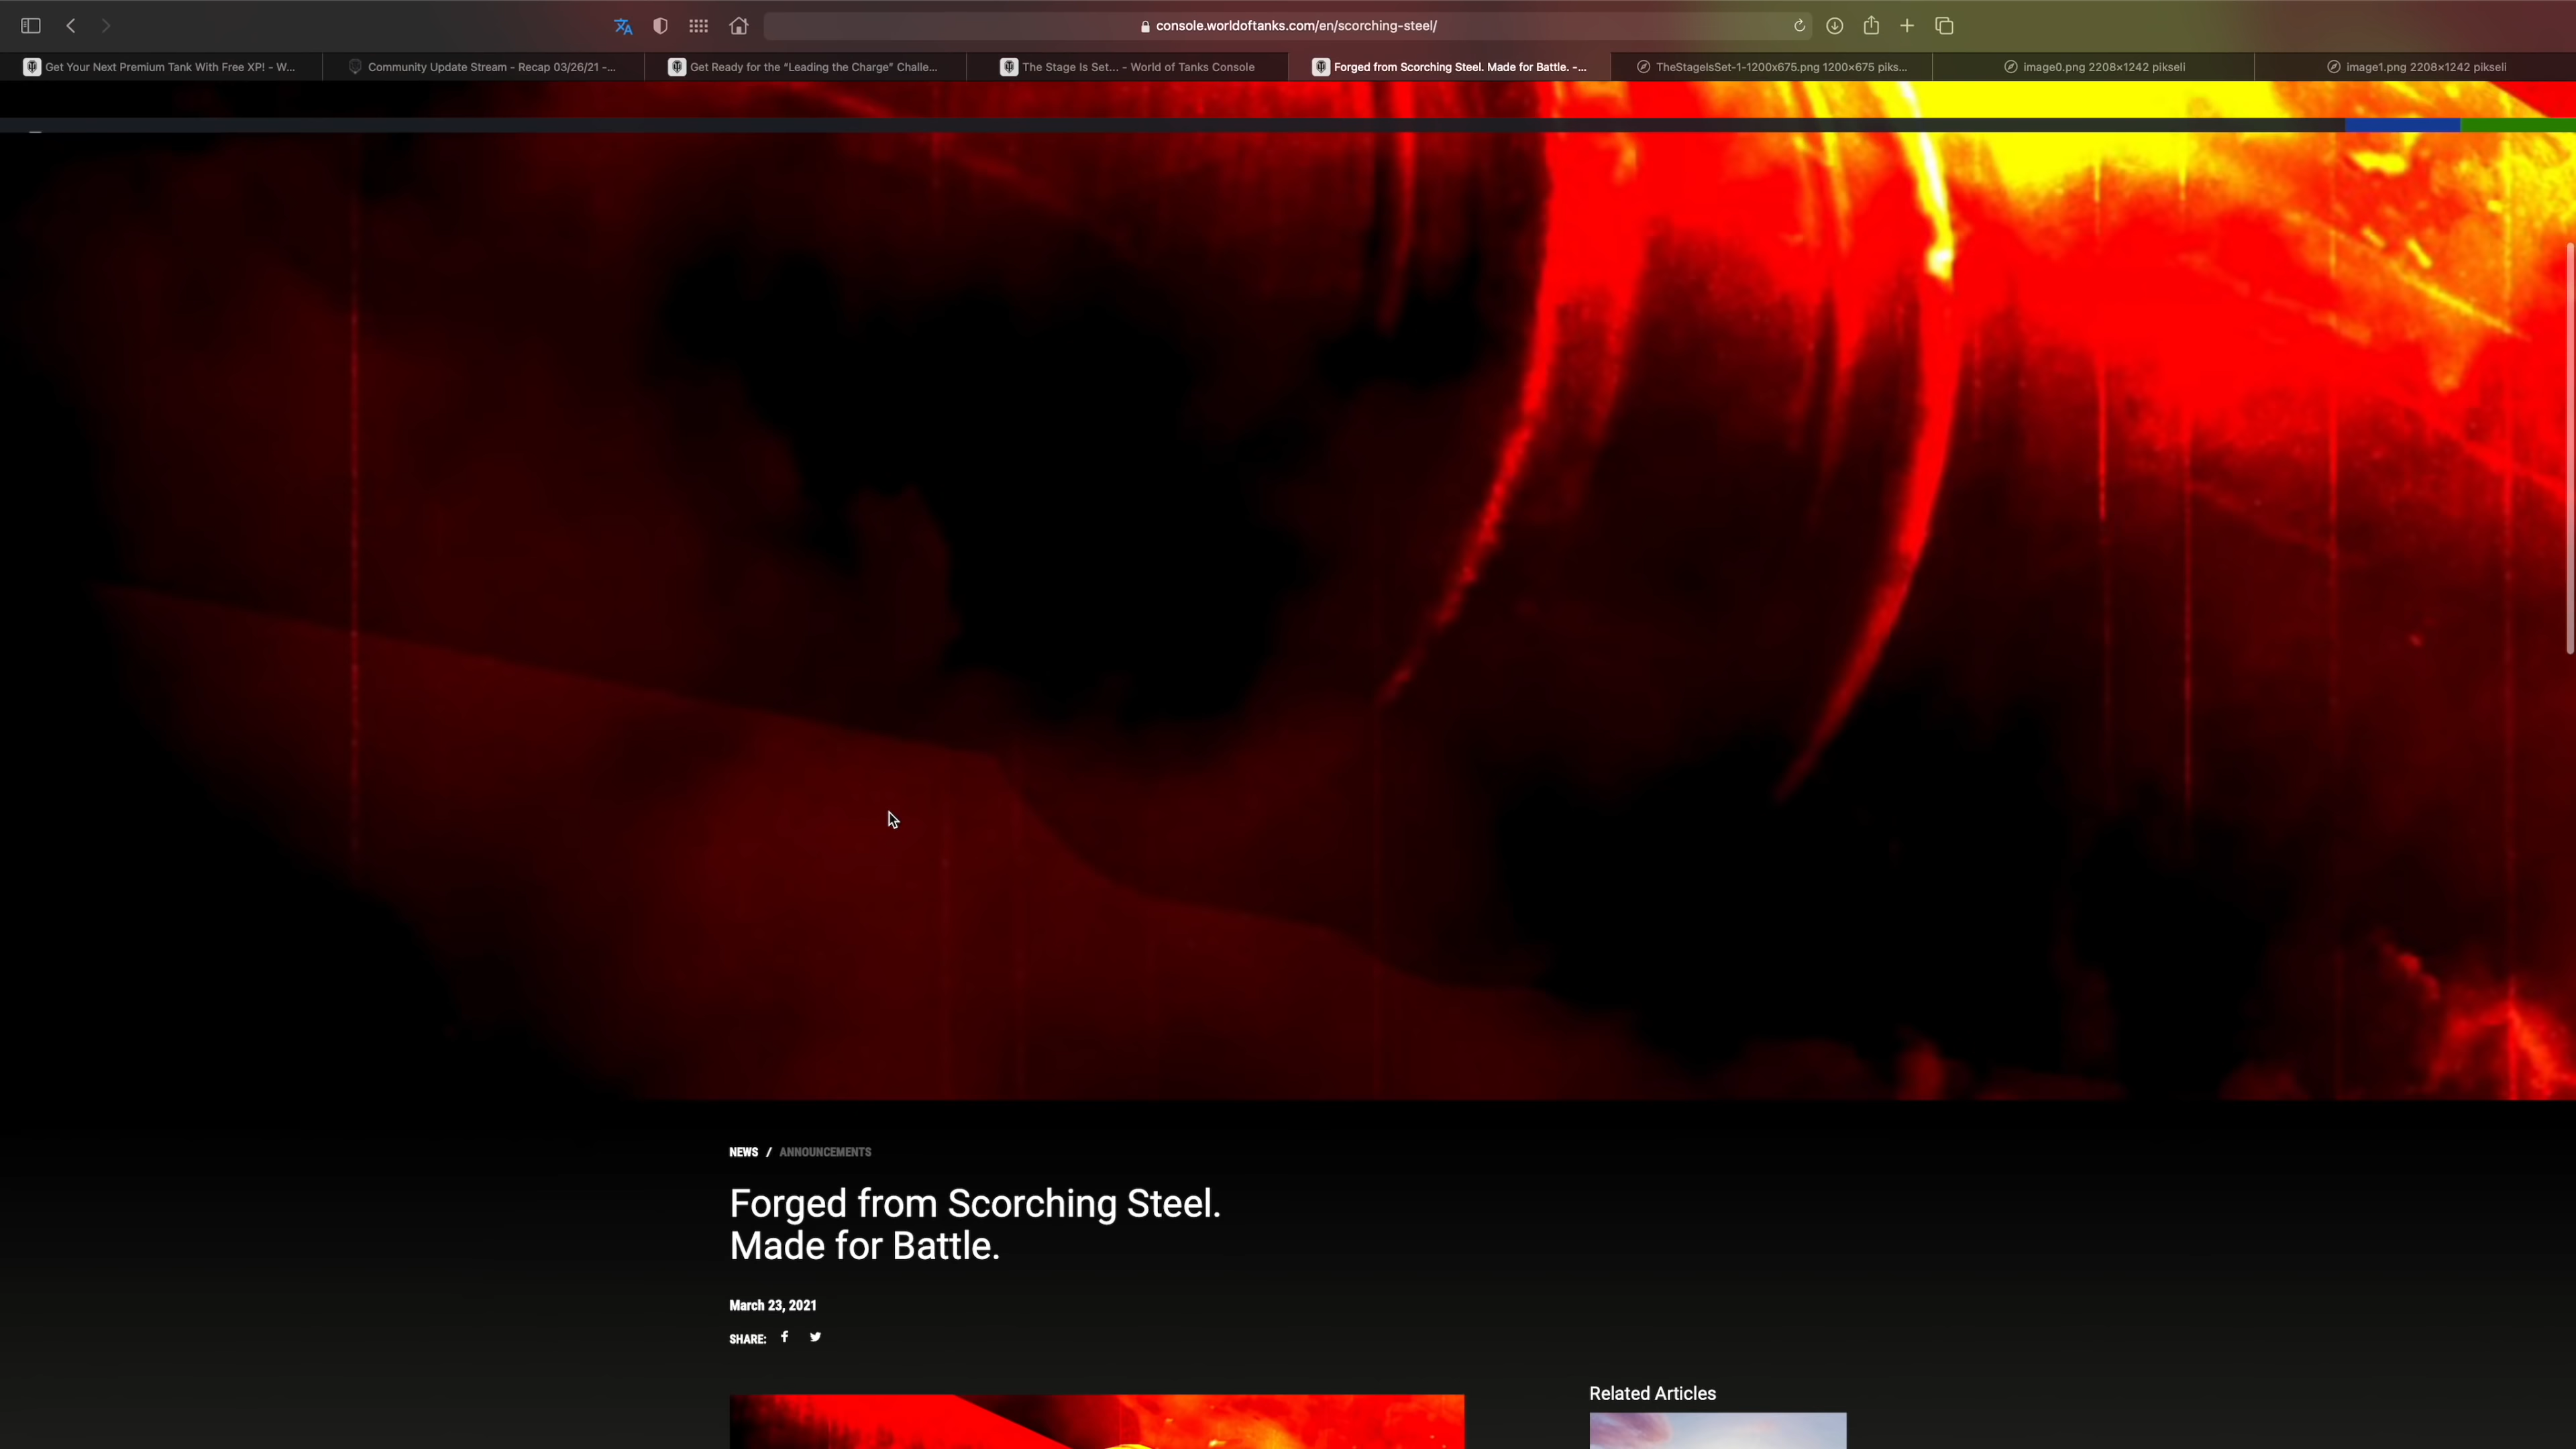 console.worldoftanks.com/en/scorching-steel/
Get Your Next Premium Tank With Free XP! - W...
Community Update Stream - Recap 03/26/21 -...
Get Ready for the “Leading the Charge” Challe...
The Stage Is Set... - World of Tanks Console
Forged from Scorching Steel. Made for Battle. -...
TheStageIsSet-1-1200x675.png 1200×675 piks...
image0.png 2208×1242 pikseli
image1.png 2208×1242 pikseli
NEWS / ANNOUNCEMENTS
Forged from Scorching Steel.
Made for Battle.
March 23, 2021
SHARE:
Related Articles